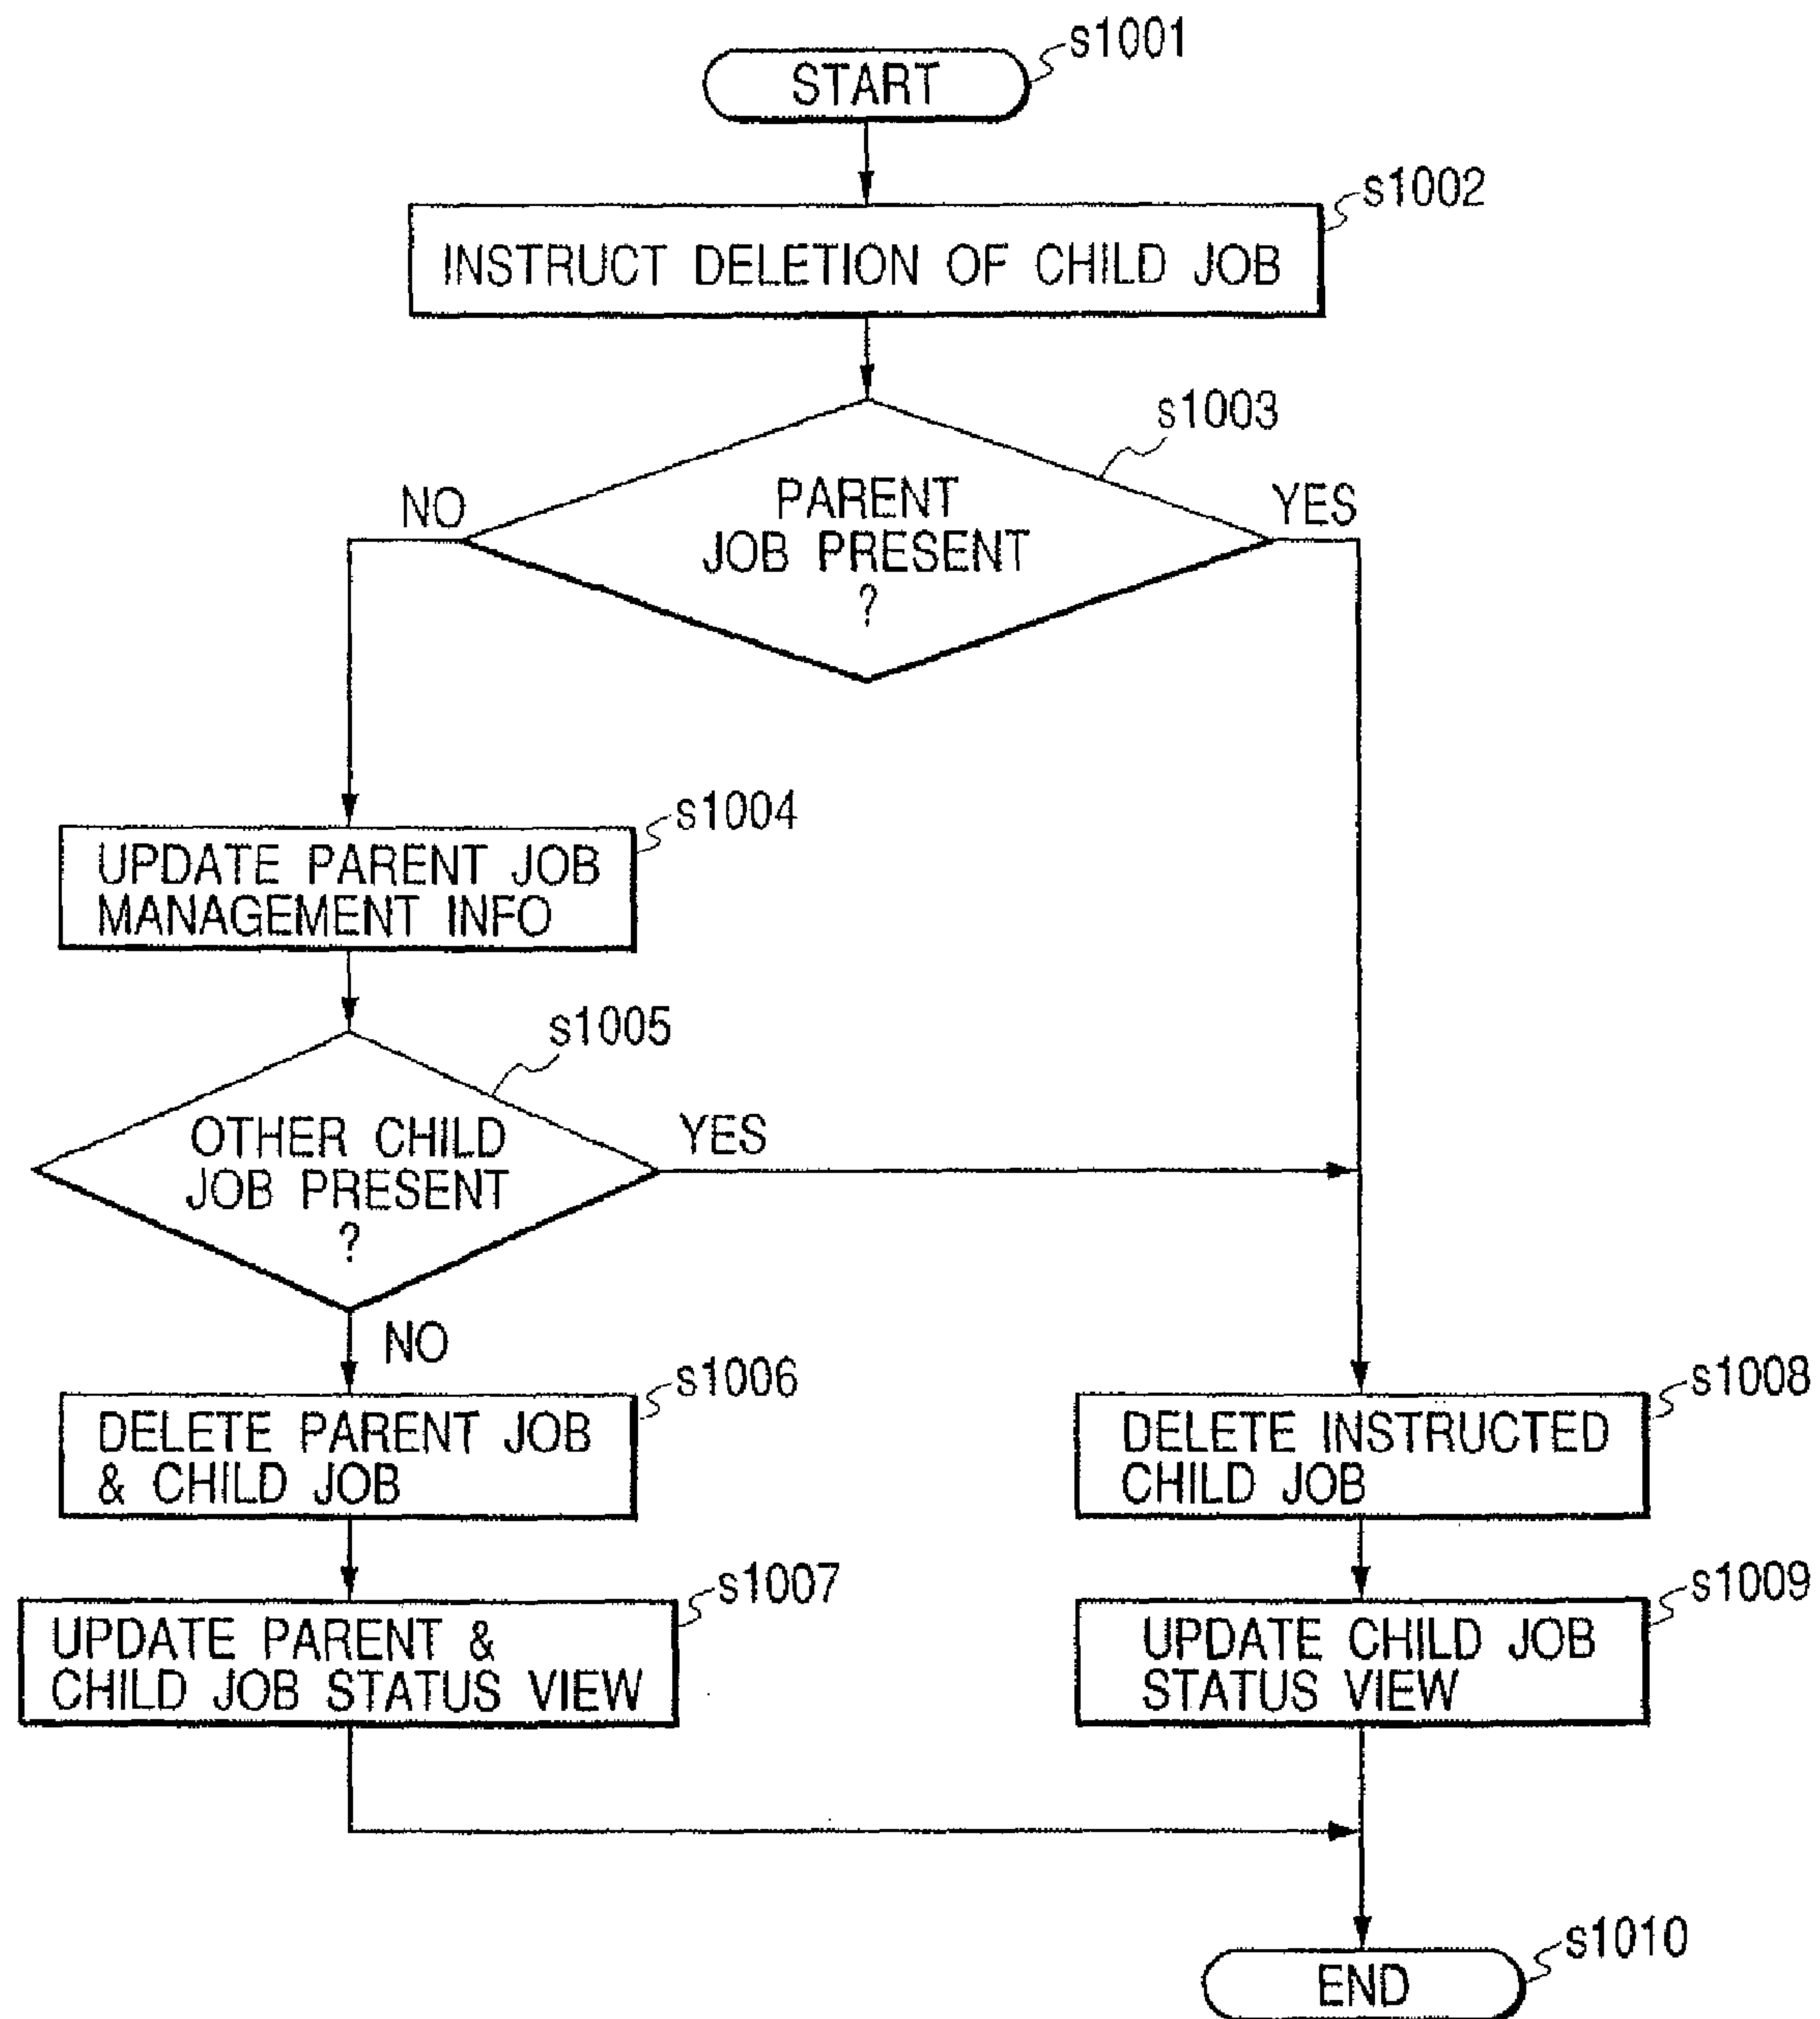 s1001
START
s1002
INSTRUCT DELETION OF CHILD JOB
s1003
NO
PARENT
JOB PRESENT
?
YES
s1004
UPDATE PARENT JOB
MANAGEMENT INFO
s1005
OTHER CHILD
JOB PRESENT
?
YES
NO
s1006
DELETE PARENT JOB
& CHILD JOB
s1008
DELETE INSTRUCTED
CHILD JOB
s1007
UPDATE PARENT &
CHILD JOB STATUS VIEW
s1009
UPDATE CHILD JOB
STATUS VIEW
s1010
END